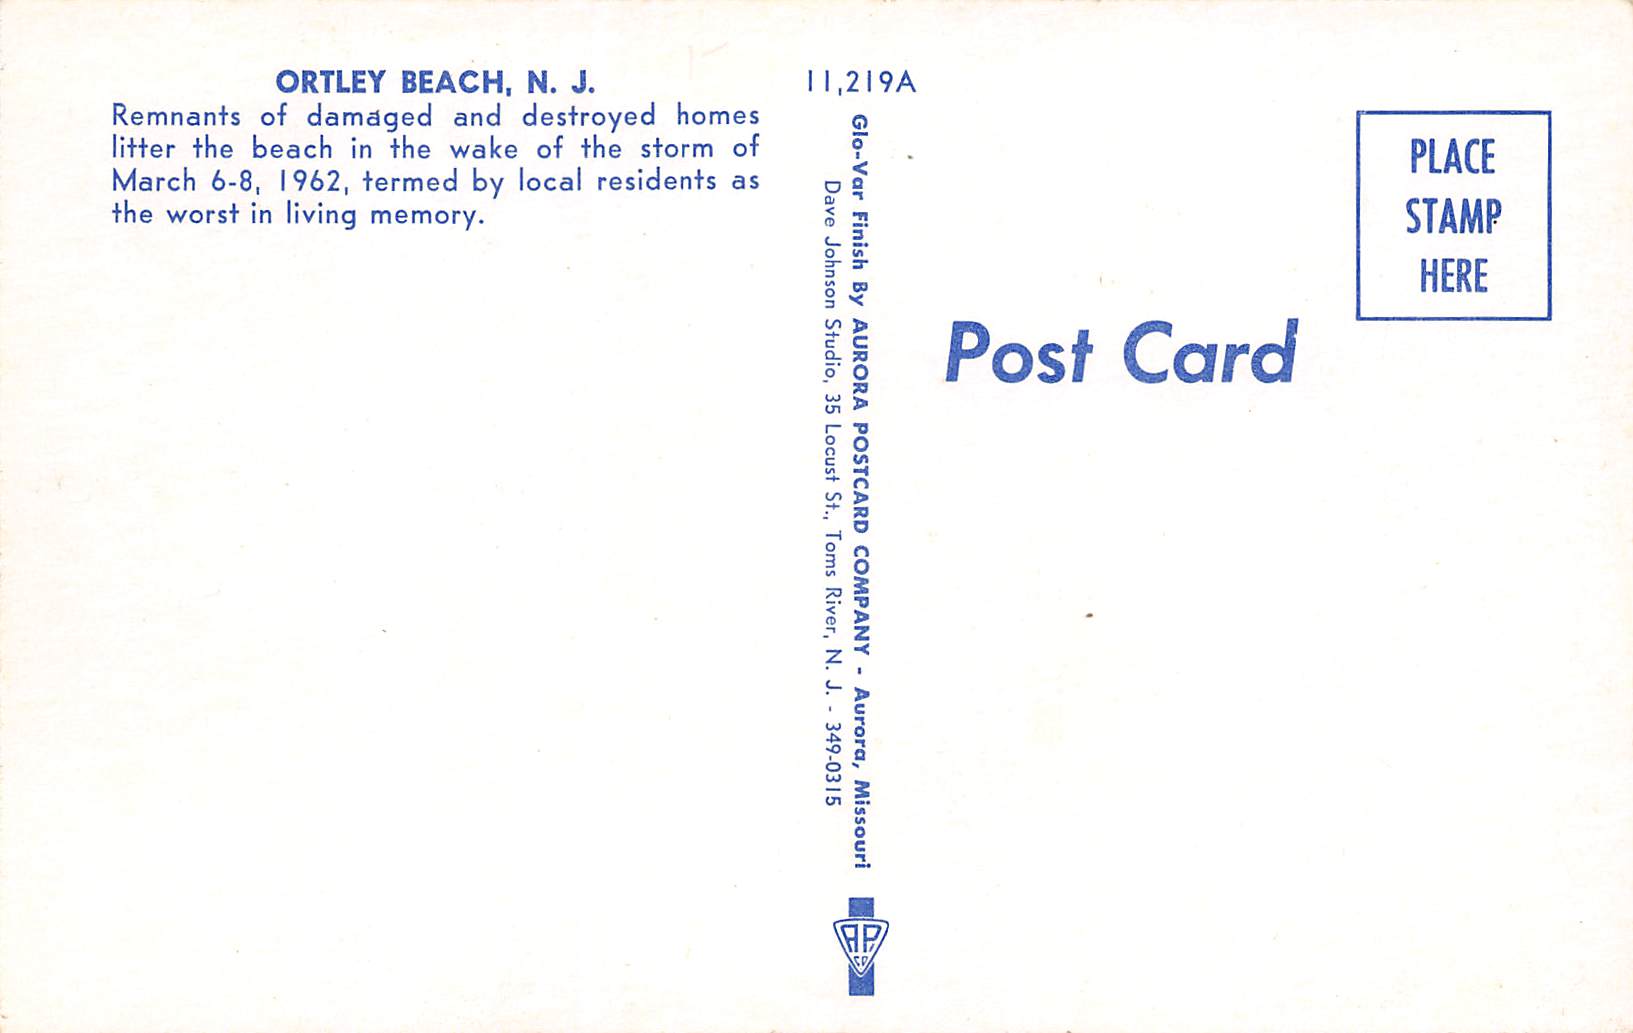 ORTLEY BEACH, N. J.
Remnants of damaged and destroyed homes
litter the beach in the wake of the storm of
March 6-8, 1962, termed by local residents as
the worst in living memory.
11,219A
Glo-Var Finish By AURORA POSTCARD COMPANY - Aurora, Missouri
Dave Johnson Studio, 35 Locust St., Toms River, N. J. - 349-0315
A.P.
CO
Post Card
PLACE
STAMP
HERE